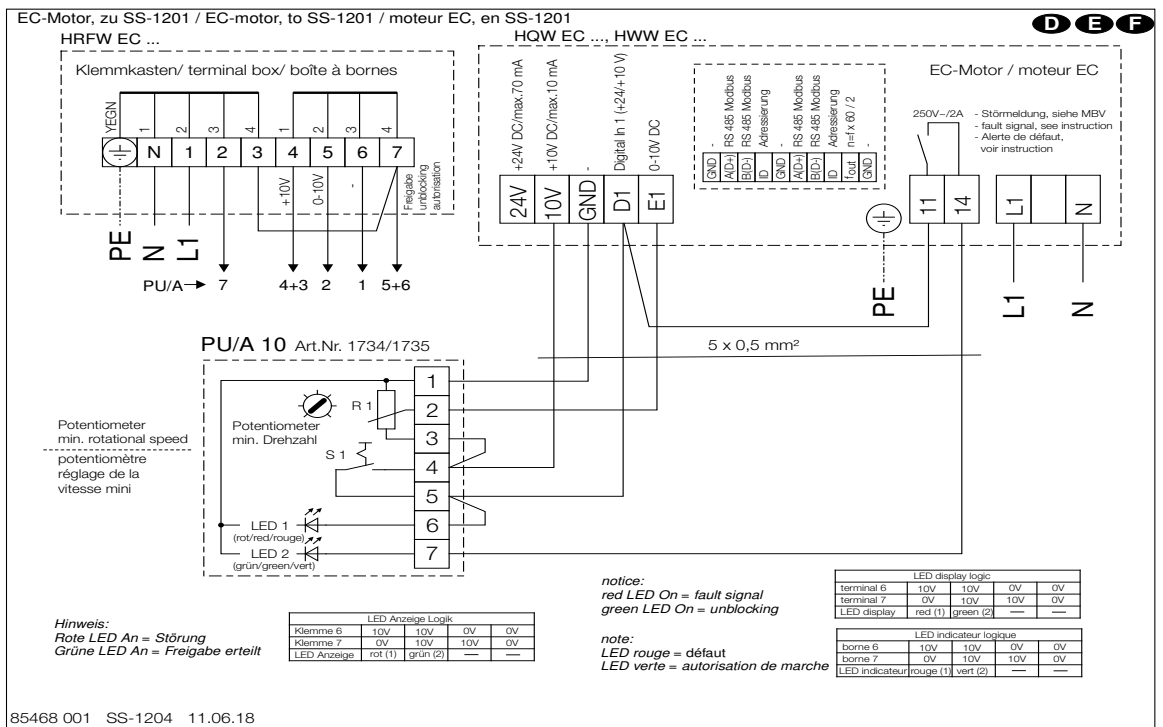 EC-Motor, zu SS-1201 / EC-motor, to SS-1201 / moteur EC, en SS-1201
D E F
HRFW EC ...
Klemmkasten/ terminal box/ boîte à bornes
YEGN 1 2 3 4 1 2 3 4
N 1 2 3 4 5 6 7
+10V 0-10V -
Freigabe
unblocking
autorisation
PE N L1
PU/A 7 4+3 2 1 5+6
HQW EC ..., HWW EC ...
+24V DC/max.70 mA
+10V DC/max.10 mA
-
Digital In 1 (+24/+10 V)
0-10V DC
24V 10V GND D1 E1
GND -
A(D+) RS 485 Modbus
B(D-) RS 485 Modbus
ID Adressierung
GND -
A(D+) RS 485 Modbus
B(D-) RS 485 Modbus
ID Adressierung
fout n=f x 60 / 2
GND -
EC-Motor / moteur EC
250V~/2A
- Störmeldung, siehe MBV
- fault signal, see instruction
- Alerte de défaut,
voir instruction
11 14 L1 N
PE L1 N
5 x 0,5 mm²
PU/A 10 Art.Nr. 1734/1735
1
R 1 2
Potentiometer
min. Drehzahl
3
S 1
4
5
LED 1 6
(rot/red/rouge)
LED 2 7
(grün/green/vert)
Potentiometer
min. rotational speed
potentiomètre
réglage de la
vitesse mini
Hinweis:
Rote LED An = Störung
Grüne LED An = Freigabe erteilt
LED Anzeige Logik
Klemme 6 10V 10V 0V 0V
Klemme 7 0V 10V 10V 0V
LED Anzeige rot (1) grün (2) — —
notice:
red LED On = fault signal
green LED On = unblocking
LED display logic
terminal 6 10V 10V 0V 0V
terminal 7 0V 10V 10V 0V
LED display red (1) green (2) — —
note:
LED rouge = défaut
LED verte = autorisation de marche
LED indicateur logique
borne 6 10V 10V 0V 0V
borne 7 0V 10V 10V 0V
LED indicateur rouge (1) vert (2) — —
85468 001 SS-1204 11.06.18